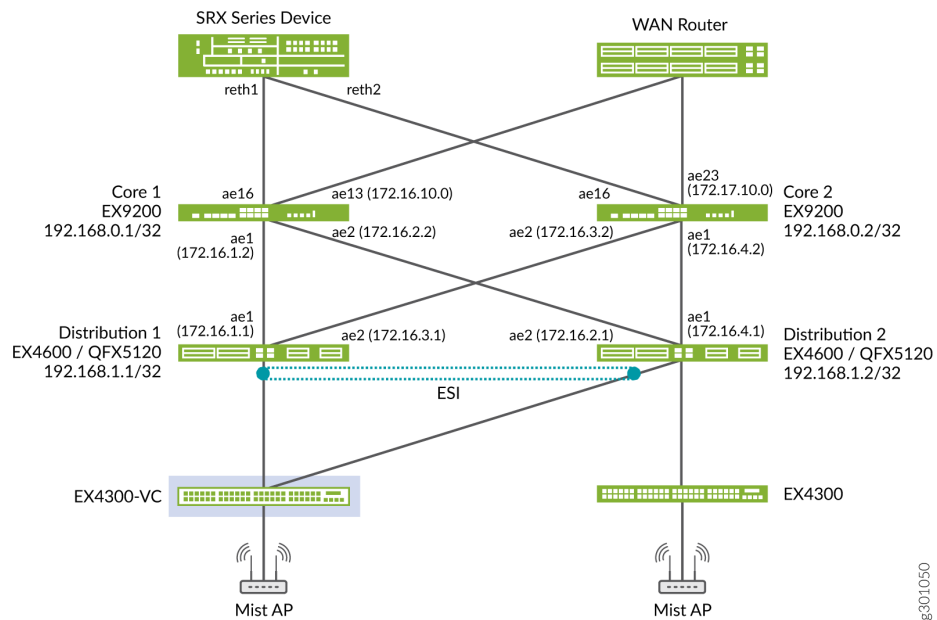 SRX Series Device
WAN Router
reth1
reth2
Core 1
EX9200
192.168.0.1/32
ae16
ae13 (172.16.10.0)
ae16
ae23
(172.17.10.0)
Core 2
EX9200
192.168.0.2/32
ae1
(172.16.1.2)
ae2 (172.16.2.2)
ae2 (172.16.3.2)
ae1
(172.16.4.2)
Distribution 1
EX4600 / QFX5120
192.168.1.1/32
ae1
(172.16.1.1)
ae2 (172.16.3.1)
ae2 (172.16.2.1)
ae1
(172.16.4.1)
Distribution 2
EX4600 / QFX5120
192.168.1.2/32
ESI
EX4300-VC
EX4300
Mist AP
Mist AP
g301050